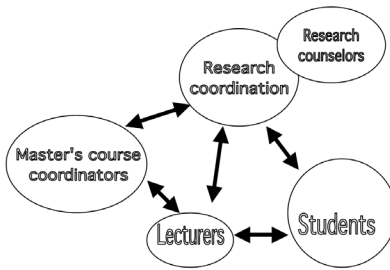 Research
counselors
Research
coordination
Master's course
coordinators
Lecturers
Students